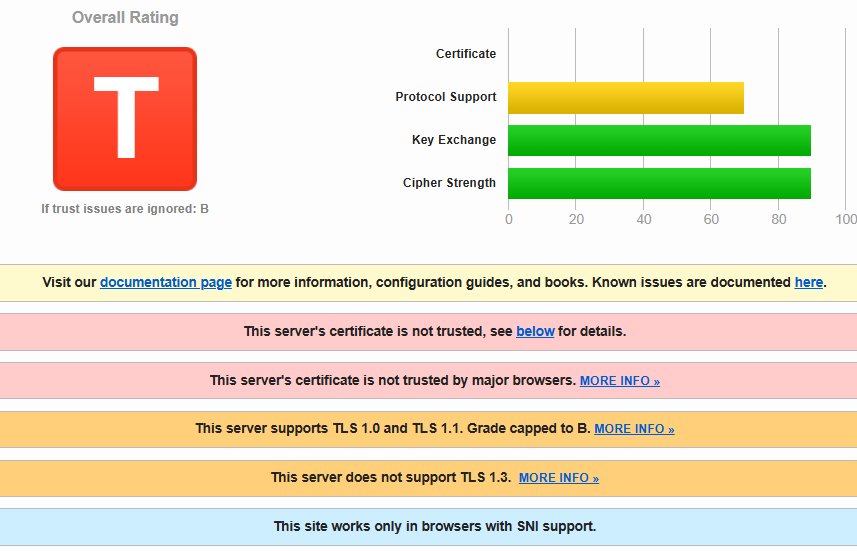 Overall Rating
T
If trust issues are ignored: B
Certificate
Protocol Support
Key Exchange
Cipher Strength
0 20 40 60 80 100
Visit our documentation page for more information, configuration guides, and books. Known issues are documented here.
This server's certificate is not trusted, see below for details.
This server's certificate is not trusted by major browsers. MORE INFO »
This server supports TLS 1.0 and TLS 1.1. Grade capped to B. MORE INFO »
This server does not support TLS 1.3. MORE INFO »
This site works only in browsers with SNI support.